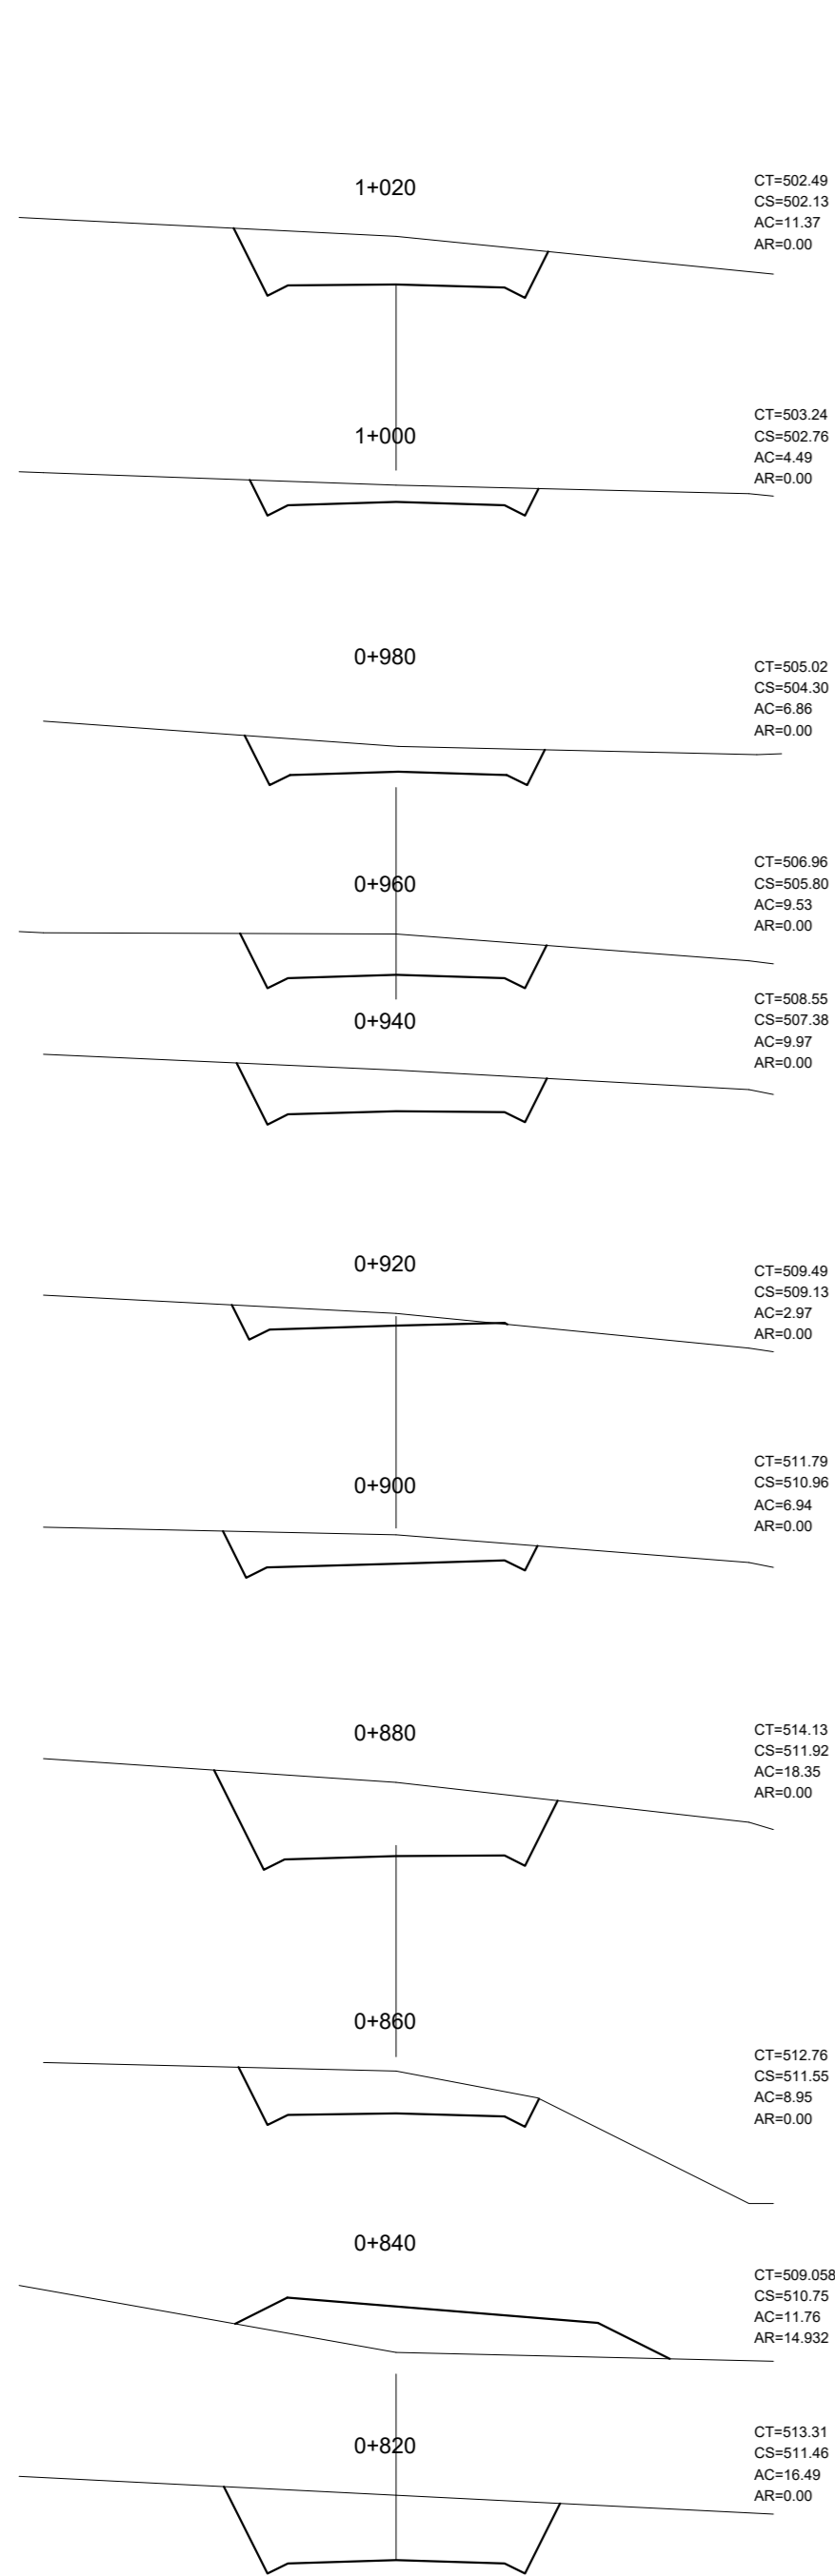 1+020
CT=502.49
CS=502.13
AC=11.37
AR=0.00
1+000
CT=503.24
CS=502.76
AC=4.49
AR=0.00
0+980
CT=505.02
CS=504.30
AC=6.86
AR=0.00
0+960
CT=506.96
CS=505.80
AC=9.53
AR=0.00
0+940
CT=508.55
CS=507.38
AC=9.97
AR=0.00
0+920
CT=509.49
CS=509.13
AC=2.97
AR=0.00
0+900
CT=511.79
CS=510.96
AC=6.94
AR=0.00
0+880
CT=514.13
CS=511.92
AC=18.35
AR=0.00
0+860
CT=512.76
CS=511.55
AC=8.95
AR=0.00
0+840
CT=509.058
CS=510.75
AC=11.76
AR=14.932
0+820
CT=513.31
CS=511.46
AC=16.49
AR=0.00